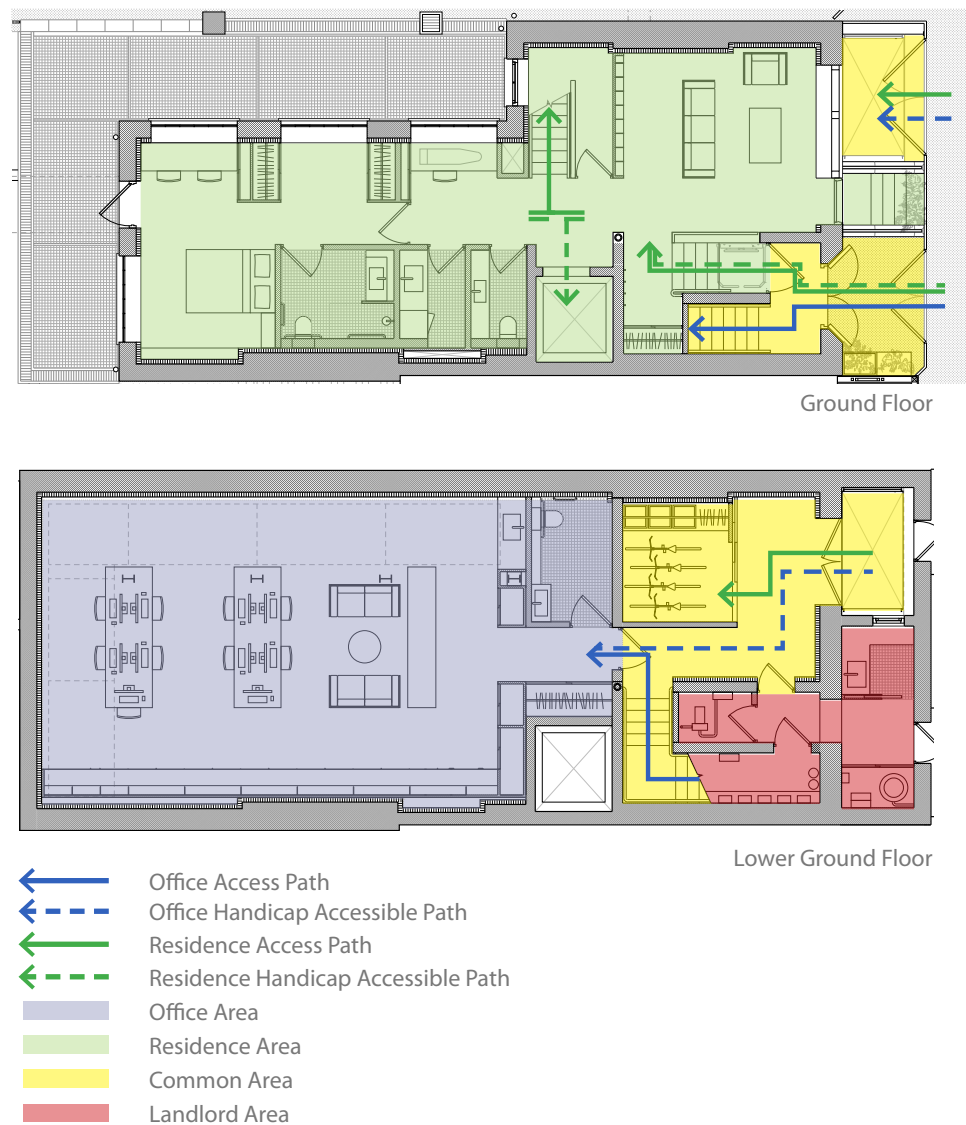 Ground Floor
Lower Ground Floor
Office Access Path
Office Handicap Accessible Path
Residence Access Path
Residence Handicap Accessible Path
Office Area
Residence Area
Common Area
Landlord Area